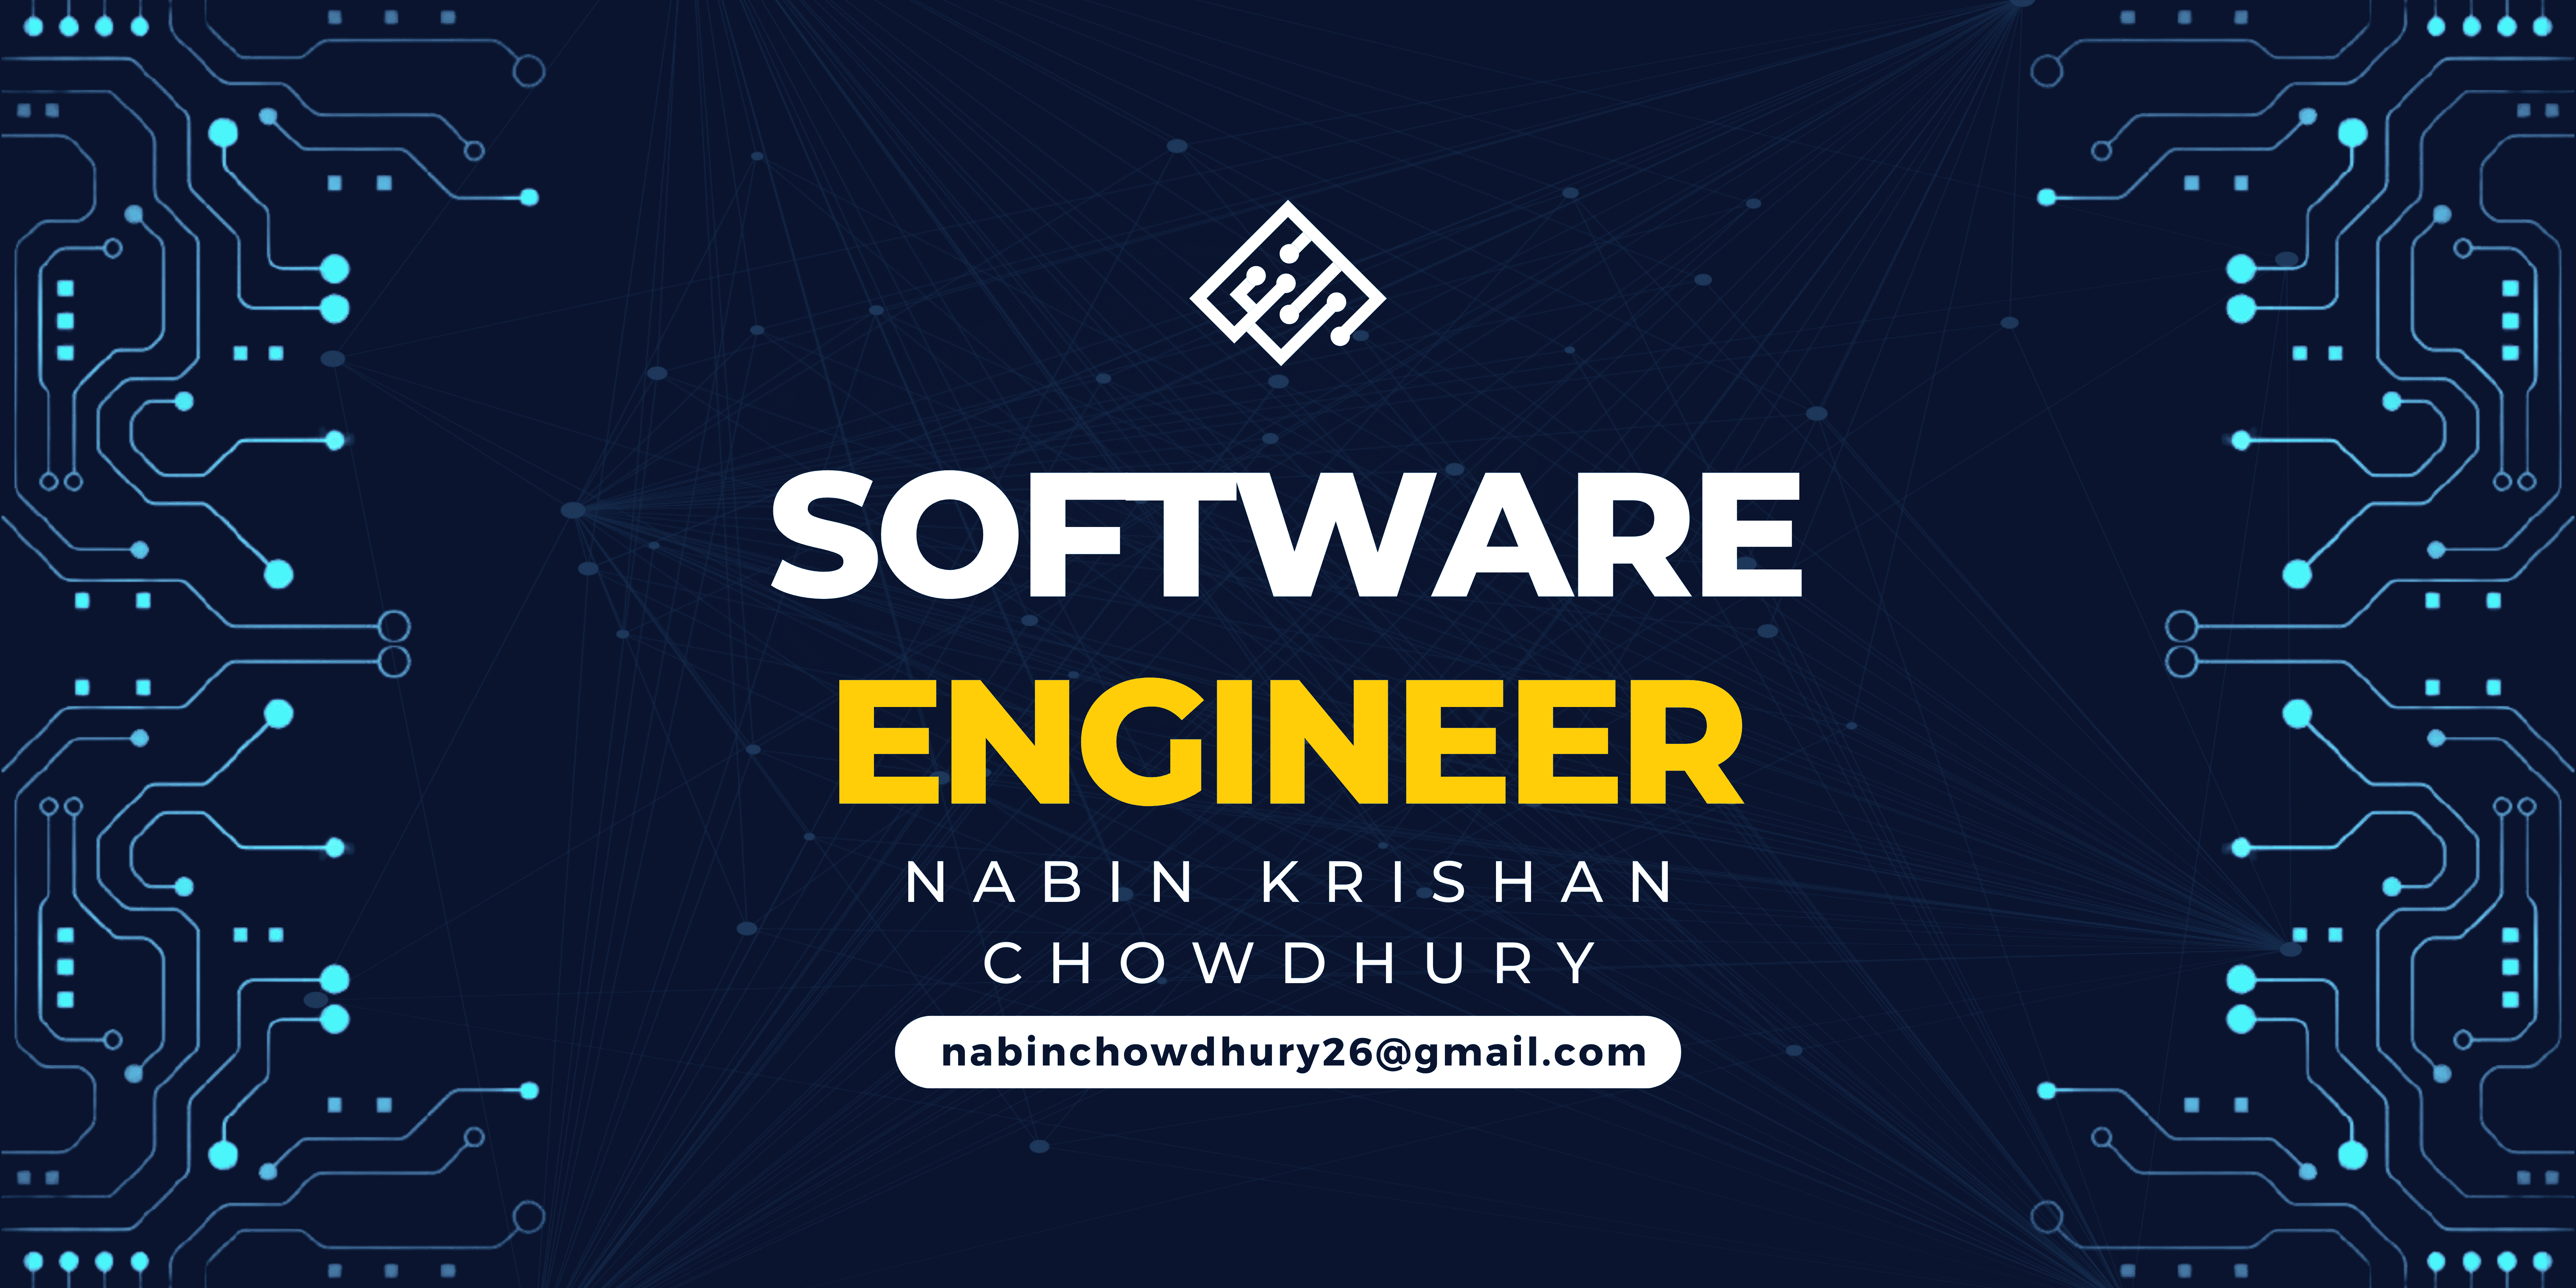 SOFTWARE
ENGINEER
NABIN KRISHAN
CHOWDHURY
nabinchowdhury26@gmail.com